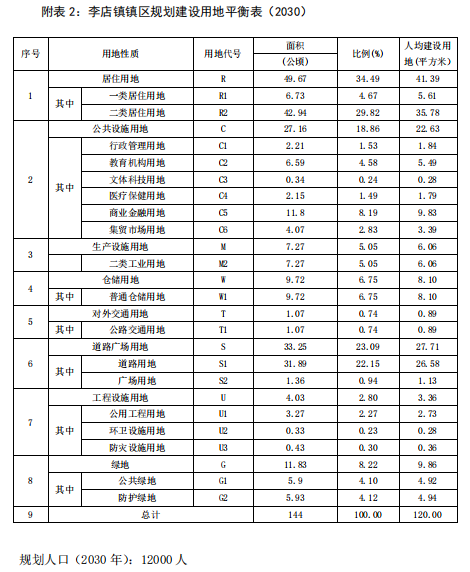 附表 2：李店镇镇区规划建设用地平衡表（2030）
序号 用地性质 用地代号 面积（公顷） 比例(%) 人均建设用地(平方米)
1 居住用地 R 49.67 34.49 41.39
其中 一类居住用地 R1 6.73 4.67 5.61
二类居住用地 R2 42.94 29.82 35.78
2 公共设施用地 C 27.16 18.86 22.63
其中 行政管理用地 C1 2.21 1.53 1.84
教育机构用地 C2 6.59 4.58 5.49
文体科技用地 C3 0.34 0.24 0.28
医疗保健用地 C4 2.15 1.49 1.79
商业金融用地 C5 11.8 8.19 9.83
集贸市场用地 C6 4.07 2.83 3.39
3 生产设施用地 M 7.27 5.05 6.06
二类工业用地 M2 7.27 5.05 6.06
4 仓储用地 W 9.72 6.75 8.10
其中 普通仓储用地 W1 9.72 6.75 8.10
5 对外交通用地 T 1.07 0.74 0.89
其中 公路交通用地 T1 1.07 0.74 0.89
6 道路广场用地 S 33.25 23.09 27.71
其中 道路用地 S1 31.89 22.15 26.58
广场用地 S2 1.36 0.94 1.13
7 工程设施用地 U 4.03 2.80 3.36
其中 公用工程用地 U1 3.27 2.27 2.73
环卫设施用地 U2 0.33 0.23 0.28
防灾设施用地 U3 0.43 0.30 0.36
8 绿地 G 11.83 8.22 9.86
其中 公共绿地 G1 5.9 4.10 4.92
防护绿地 G2 5.93 4.12 4.94
9 总计 144 100.00 120.00
规划人口（2030 年）：12000 人